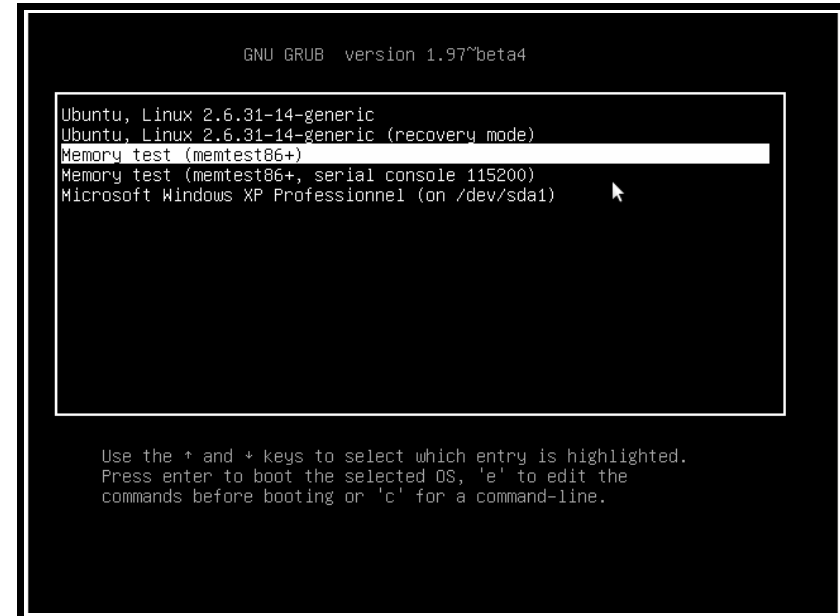 GNU GRUB  version 1.97~beta4
Ubuntu, Linux 2.6.31-14-generic
Ubuntu, Linux 2.6.31-14-generic (recovery mode)
Memory test (memtest86+)
Memory test (memtest86+, serial console 115200)
Microsoft Windows XP Professionnel (on /dev/sda1)
Use the ↑ and ↓ keys to select which entry is highlighted.
Press enter to boot the selected OS, 'e' to edit the
commands before booting or 'c' for a command-line.